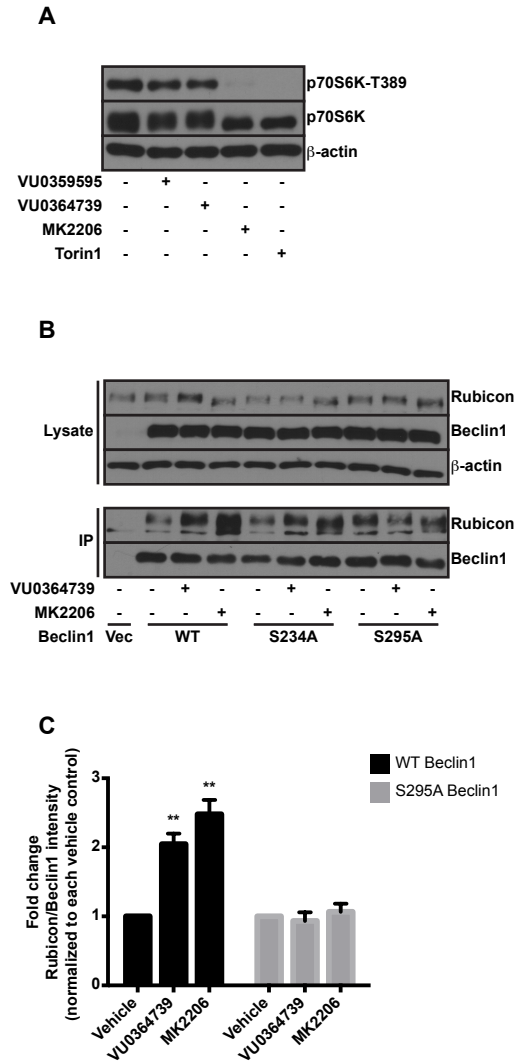 A
p70S6K-T389
p70S6K
β-actin
VU0359595 - + - - -
VU0364739 - - + - -
MK2206 - - - + -
Torin1 - - - - +
B
Lysate
Rubicon
Beclin1
β-actin
IP
Rubicon
Beclin1
VU0364739 - - + - - + - - + -
MK2206 - - - + - - + - - +
Beclin1 Vec WT S234A S295A
C
WT Beclin1
S295A Beclin1
Fold change
Rubicon/Beclin1 intensity
(normalized to each vehicle control)
3
2
1
0
** **
Vehicle VU0364739 MK2206 Vehicle VU0364739 MK2206